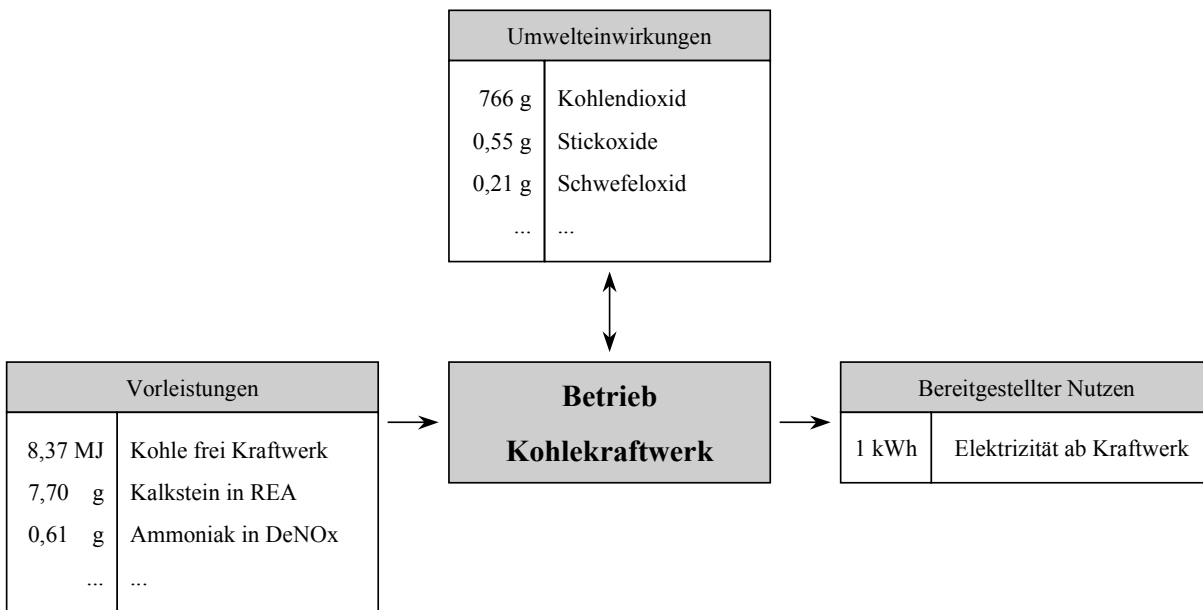 Umwelteinwirkungen
766 g Kohlendioxid
0,55 g Stickoxide
0,21 g Schwefeloxid
... ...
Vorleistungen
8,37 MJ Kohle frei Kraftwerk
7,70 g Kalkstein in REA
0,61 g Ammoniak in DeNOx
... ...
Betrieb
Kohlekraftwerk
Bereitgestellter Nutzen
1 kWh Elektrizität ab Kraftwerk